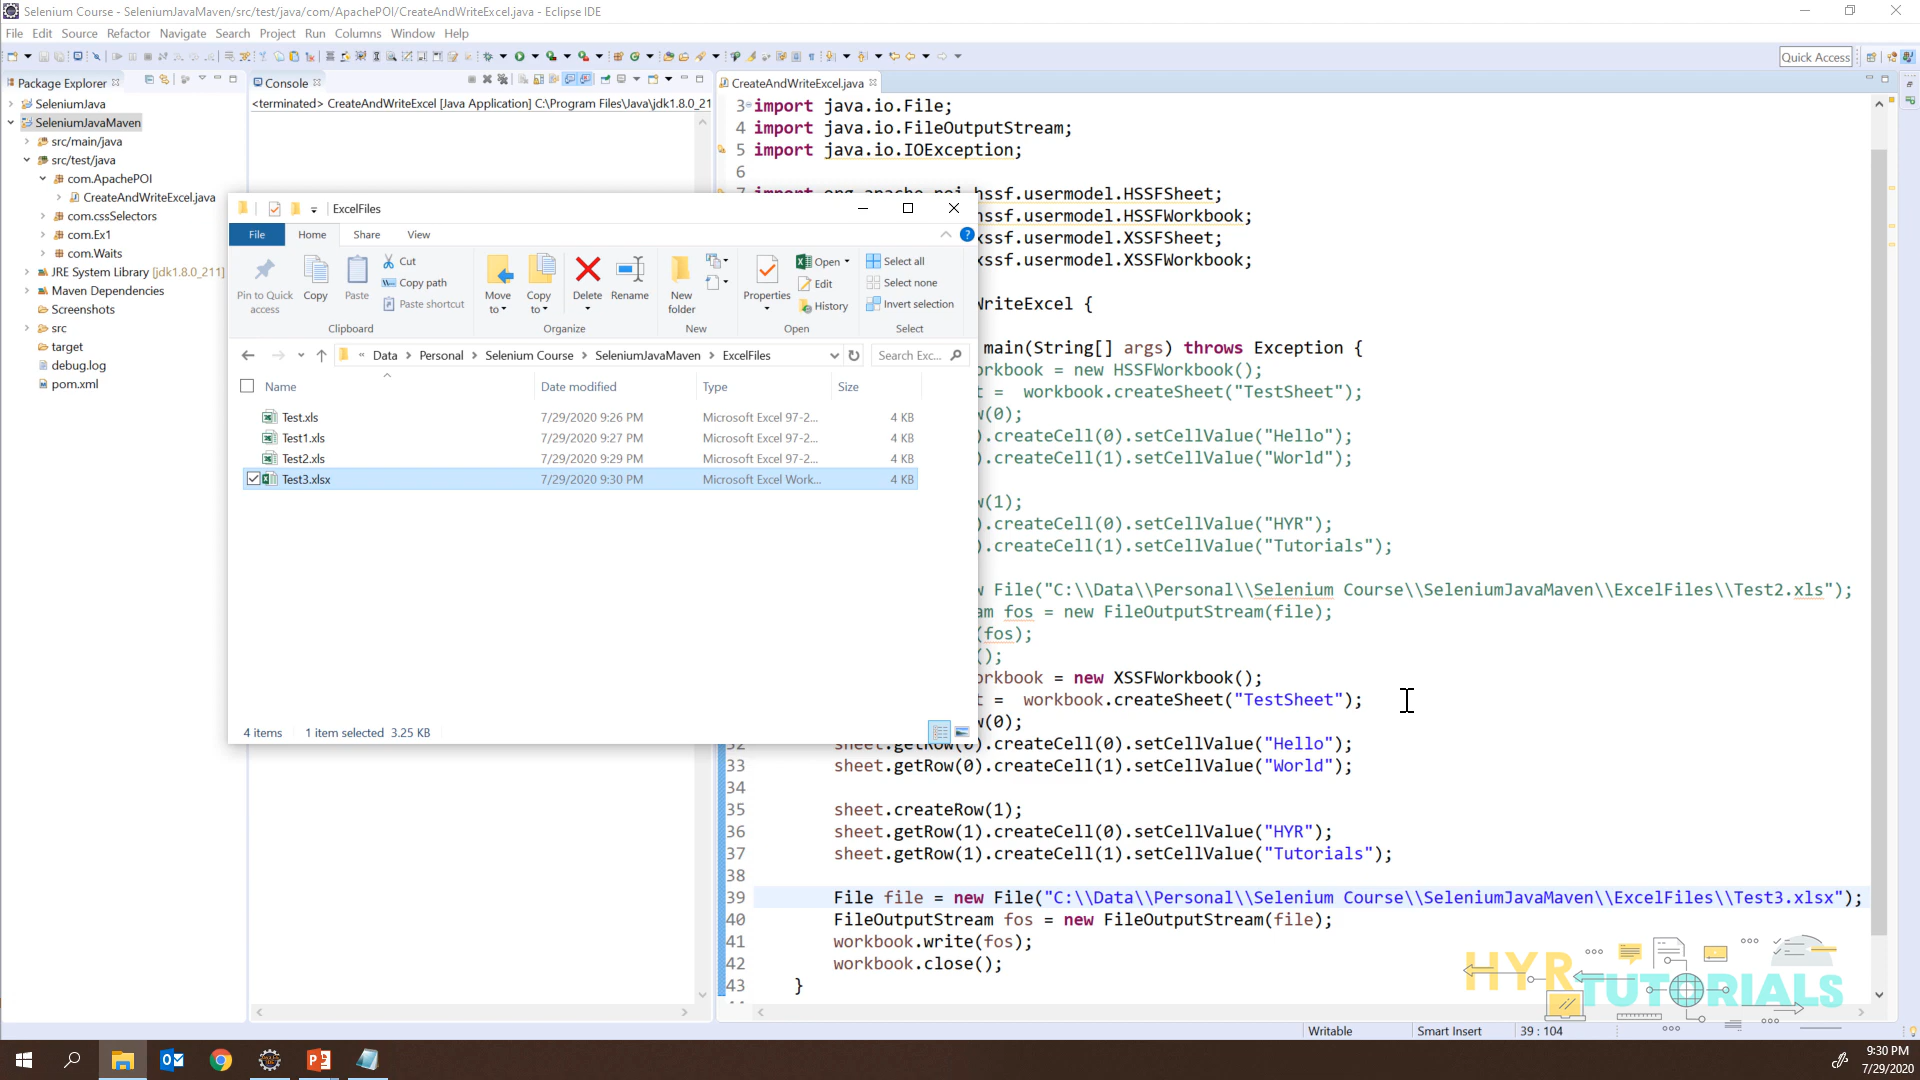 Selenium Course - SeleniumJavaMaven/src/test/java/com/ApachePOI/CreateAndWriteExcel.java - Eclipse IDE
File Edit Source Refactor Navigate Search Project Run Columns Window Help
Quick Access
Package Explorer
SeleniumJava
SeleniumJavaMaven
src/main/java
src/test/java
com.ApachePOI
CreateAndWriteExcel.java
com.cssSelectors
com.Ex1
com.Waits
JRE System Library [jdk1.8.0_211]
Maven Dependencies
Screenshots
src
target
debug.log
pom.xml
Console
<terminated> CreateAndWriteExcel [Java Application] C:\Program Files\Java\jdk1.8.0_21
ExcelFiles
File Home Share View
Pin to Quick access
Copy
Paste
Cut
Copy path
Paste shortcut
Clipboard
Move to
Copy to
Delete
Rename
Organize
New folder
New
Properties
Open
Edit
History
Open
Select all
Select none
Invert selection
Select
« Data > Personal > Selenium Course > SeleniumJavaMaven > ExcelFiles
Search Exc...
Name Date modified Type Size
Test.xls 7/29/2020 9:26 PM Microsoft Excel 97-2... 4 KB
Test1.xls 7/29/2020 9:27 PM Microsoft Excel 97-2... 4 KB
Test2.xls 7/29/2020 9:29 PM Microsoft Excel 97-2... 4 KB
Test3.xlsx 7/29/2020 9:30 PM Microsoft Excel Work... 4 KB
4 items 1 item selected 3.25 KB
CreateAndWriteExcel.java
3 import java.io.File;
4 import java.io.FileOutputStream;
5 import java.io.IOException;
6
hssf.usermodel.HSSFSheet;
ssf.usermodel.HSSFWorkbook;
xssf.usermodel.XSSFSheet;
ssf.usermodel.XSSFWorkbook;
WriteExcel {
main(String[] args) throws Exception {
orkbook = new HSSFWorkbook();
t = workbook.createSheet("TestSheet");
w(0);
).createCell(0).setCellValue("Hello");
).createCell(1).setCellValue("World");
w(1);
).createCell(0).setCellValue("HYR");
).createCell(1).setCellValue("Tutorials");
w File("C:\\Data\\Personal\\Selenium Course\\SeleniumJavaMaven\\ExcelFiles\\Test2.xls");
am fos = new FileOutputStream(file);
(fos);
();
orkbook = new XSSFWorkbook();
t = workbook.createSheet("TestSheet");
w(0);
32 sheet.getRow(0).createCell(0).setCellValue("Hello");
33 sheet.getRow(0).createCell(1).setCellValue("World");
34
35 sheet.createRow(1);
36 sheet.getRow(1).createCell(0).setCellValue("HYR");
37 sheet.getRow(1).createCell(1).setCellValue("Tutorials");
38
39 File file = new File("C:\\Data\\Personal\\Selenium Course\\SeleniumJavaMaven\\ExcelFiles\\Test3.xlsx");
40 FileOutputStream fos = new FileOutputStream(file);
41 workbook.write(fos);
42 workbook.close();
43 }
HYR
TUTORIALS
Writable Smart Insert 39 : 104
9:30 PM
7/29/2020